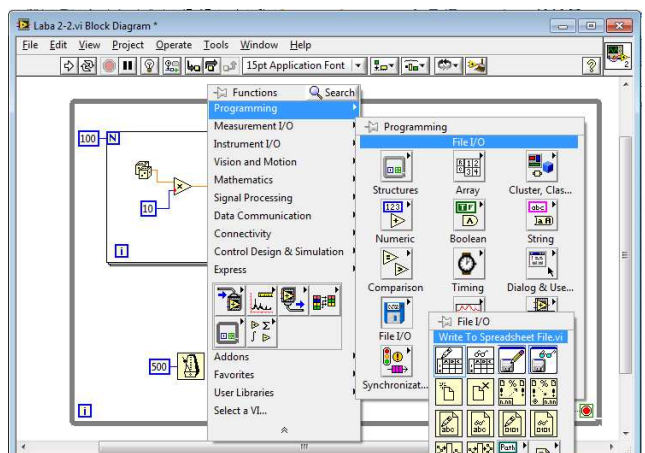 Laba 2-2.vi Block Diagram *
File Edit View Project Operate Tools Window Help
15pt Application Font
2
Functions Search
Programming
Measurement I/O
Instrument I/O
Vision and Motion
Mathematics
Signal Processing
Data Communication
Connectivity
Control Design & Simulation
Express
Addons
Favorites
User Libraries
Select a VI...
100 N
10
i
500
i
Programming
File I/O
Structures Array Cluster, Clas...
Numeric Boolean String
Comparison Timing Dialog & Use...
File I/O
Synchronizat...
File I/O
Write To Spreadsheet File.vi